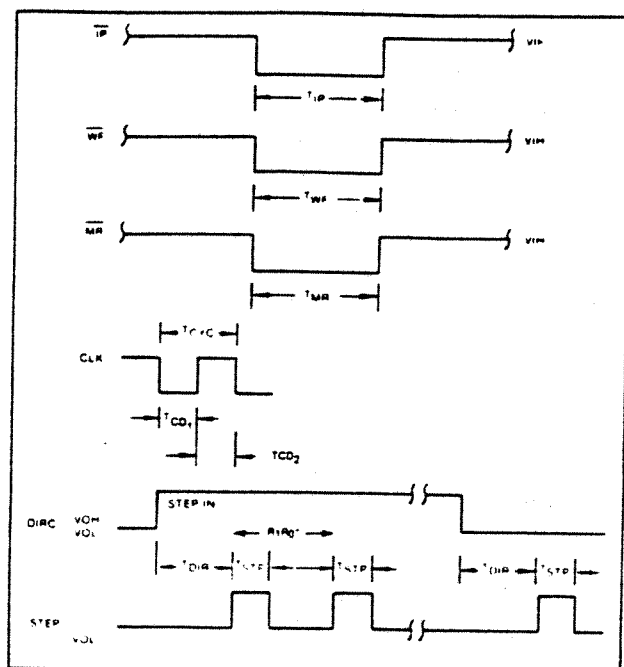 IP VIH
TIP
WF VIH
TWF
MR VIH
TMR
TCYC
CLK
TCD1
TCD2
STEP IN
DIRC VOH
VOL
R1R0*
TDIR TSTP TSTP TDIR TSTP
STEP
VOL